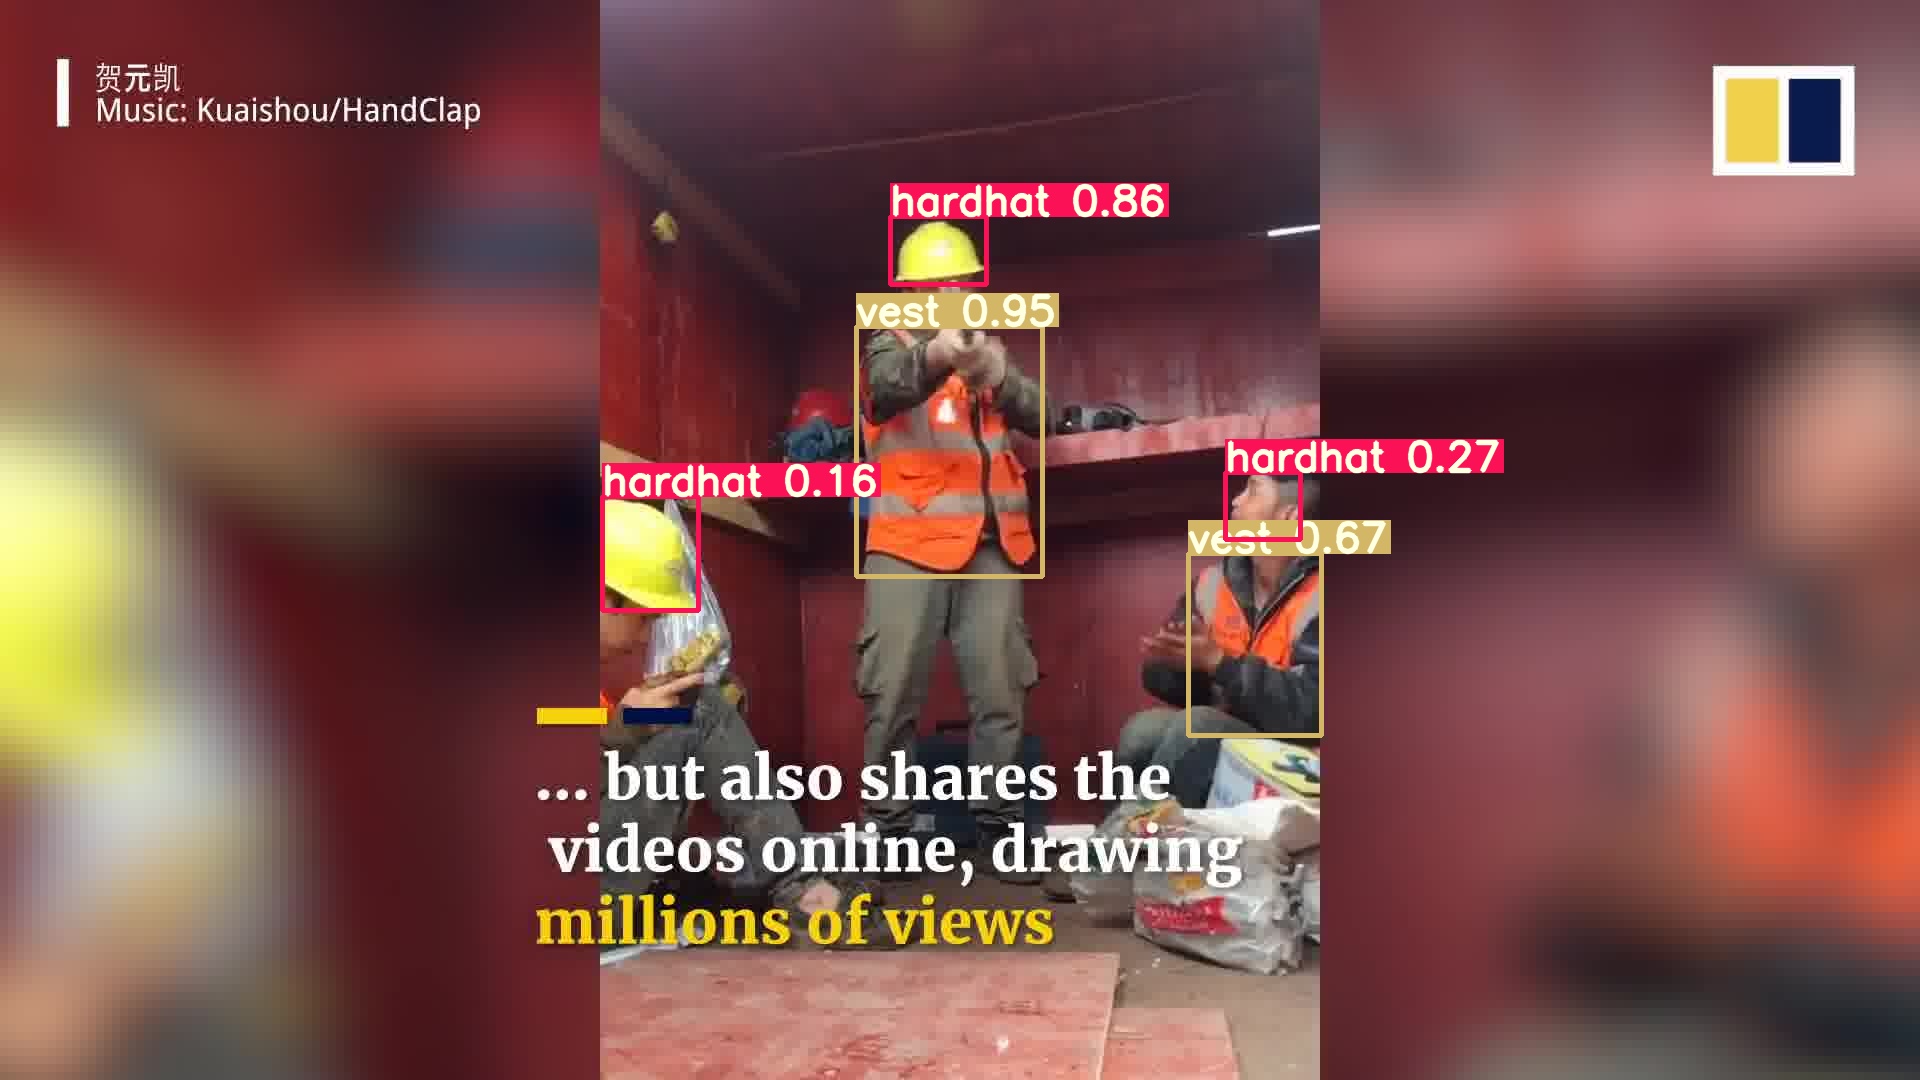 贺元凯
Music: Kuaishou/HandClap
hardhat 0.86
vest 0.95
hardhat 0.27
hardhat 0.16
vest 0.67
... but also shares the
videos online, drawing
millions of views